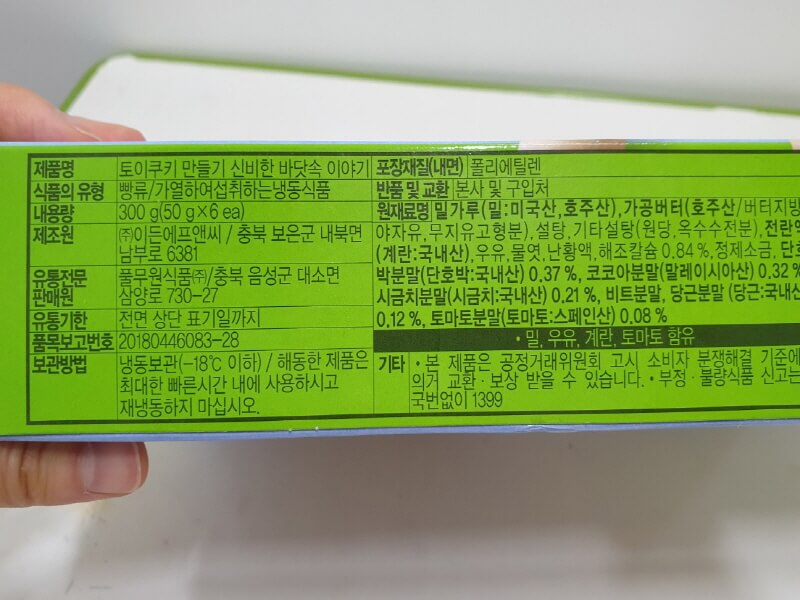 제품명 토이쿠키 만들기 신비한 바닷속 이야기
식품의 유형 빵류/가열하여섭취하는냉동식품
내용량 300 g(50 g×6 ea)
제조원 ㈜이든에프앤씨 / 충북 보은군 내북면
남부로 6381
유통전문
판매원
풀무원식품㈜/충북 음성군 대소면
삼양로 730-27
유통기한 전면 상단 표기일까지
품목보고번호 20180446083-28
보관방법 냉동보관(-18℃ 이하) / 해동한 제품은
최대한 빠른시간 내에 사용하시고
재냉동하지 마십시오.
포장재질(내면) 폴리에틸렌
반품 및 교환 본사 및 구입처
원재료명 밀가루(밀:미국산,호주산),가공버터(호주산/버터지방
야자유,무지유고형분),설탕,기타설탕(원당,옥수수전분),전란액
(계란:국내산),우유,물엿,난황액,해조칼슘 0.84 %,정제소금,
박분말(단호박:국내산) 0.37 %, 코코아분말(말레이시아산) 0.32 %
시금치분말(시금치:국내산) 0.21 %, 비트분말, 당근분말 (당근:국내산
0.12 %, 토마토분말(토마토:스페인산) 0.08 %
• 밀, 우유, 계란, 토마토 함유
기타 • 본 제품은 공정거래위원회 고시 소비자 분쟁해결 기준에
의거 교환 · 보상 받을 수 있습니다. • 부정 · 불량식품 신고는
국번없이 1399